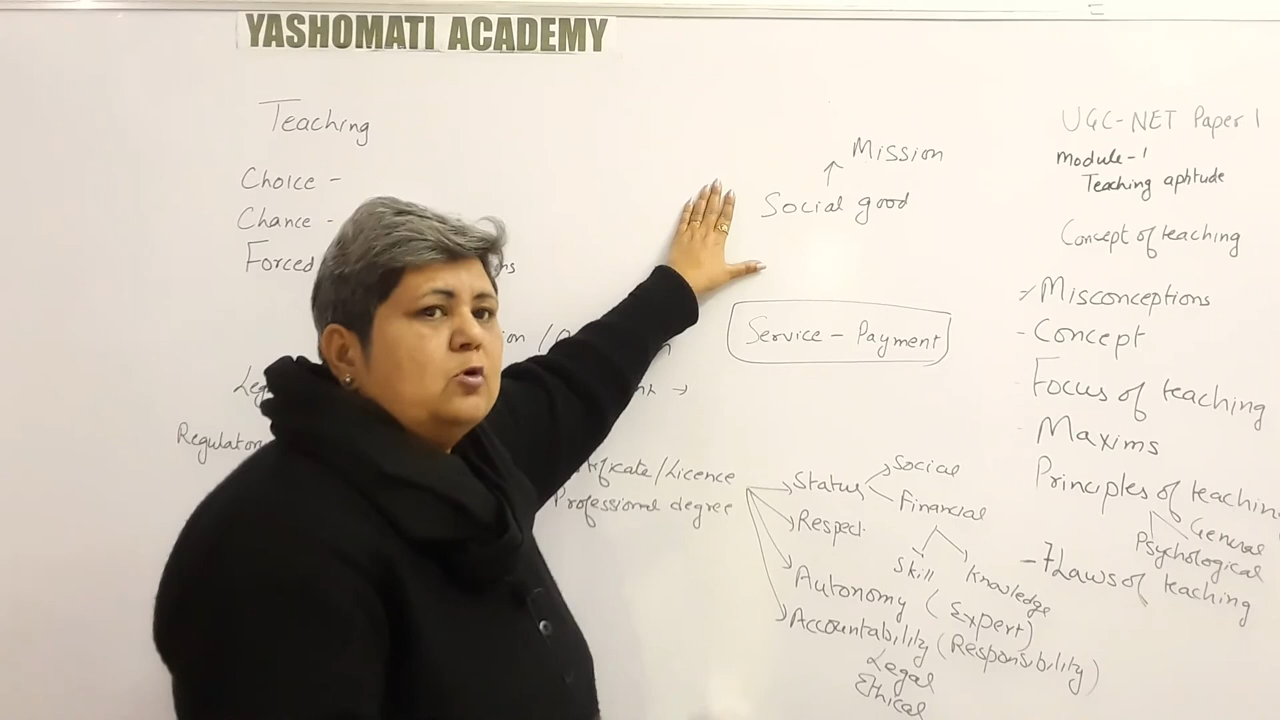 YASHOMATI ACADEMY
Teaching
Choice -
Chance -
Forced
Regulator
Mission
Social good
Service - Payment
tificate/Licence
Professional degree
Status
Social
Financial
Skill
Knowledge
Respect
Autonomy (Expert)
Accountability (Responsibility)
Legal
Ethical
UGC-NET Paper 1
Module-1
Teaching aptitude
Concept of teaching
Misconceptions
- Concept
Focus of teaching
Maxims
Principles of teaching
General
Psychological
- 7 Laws of teaching